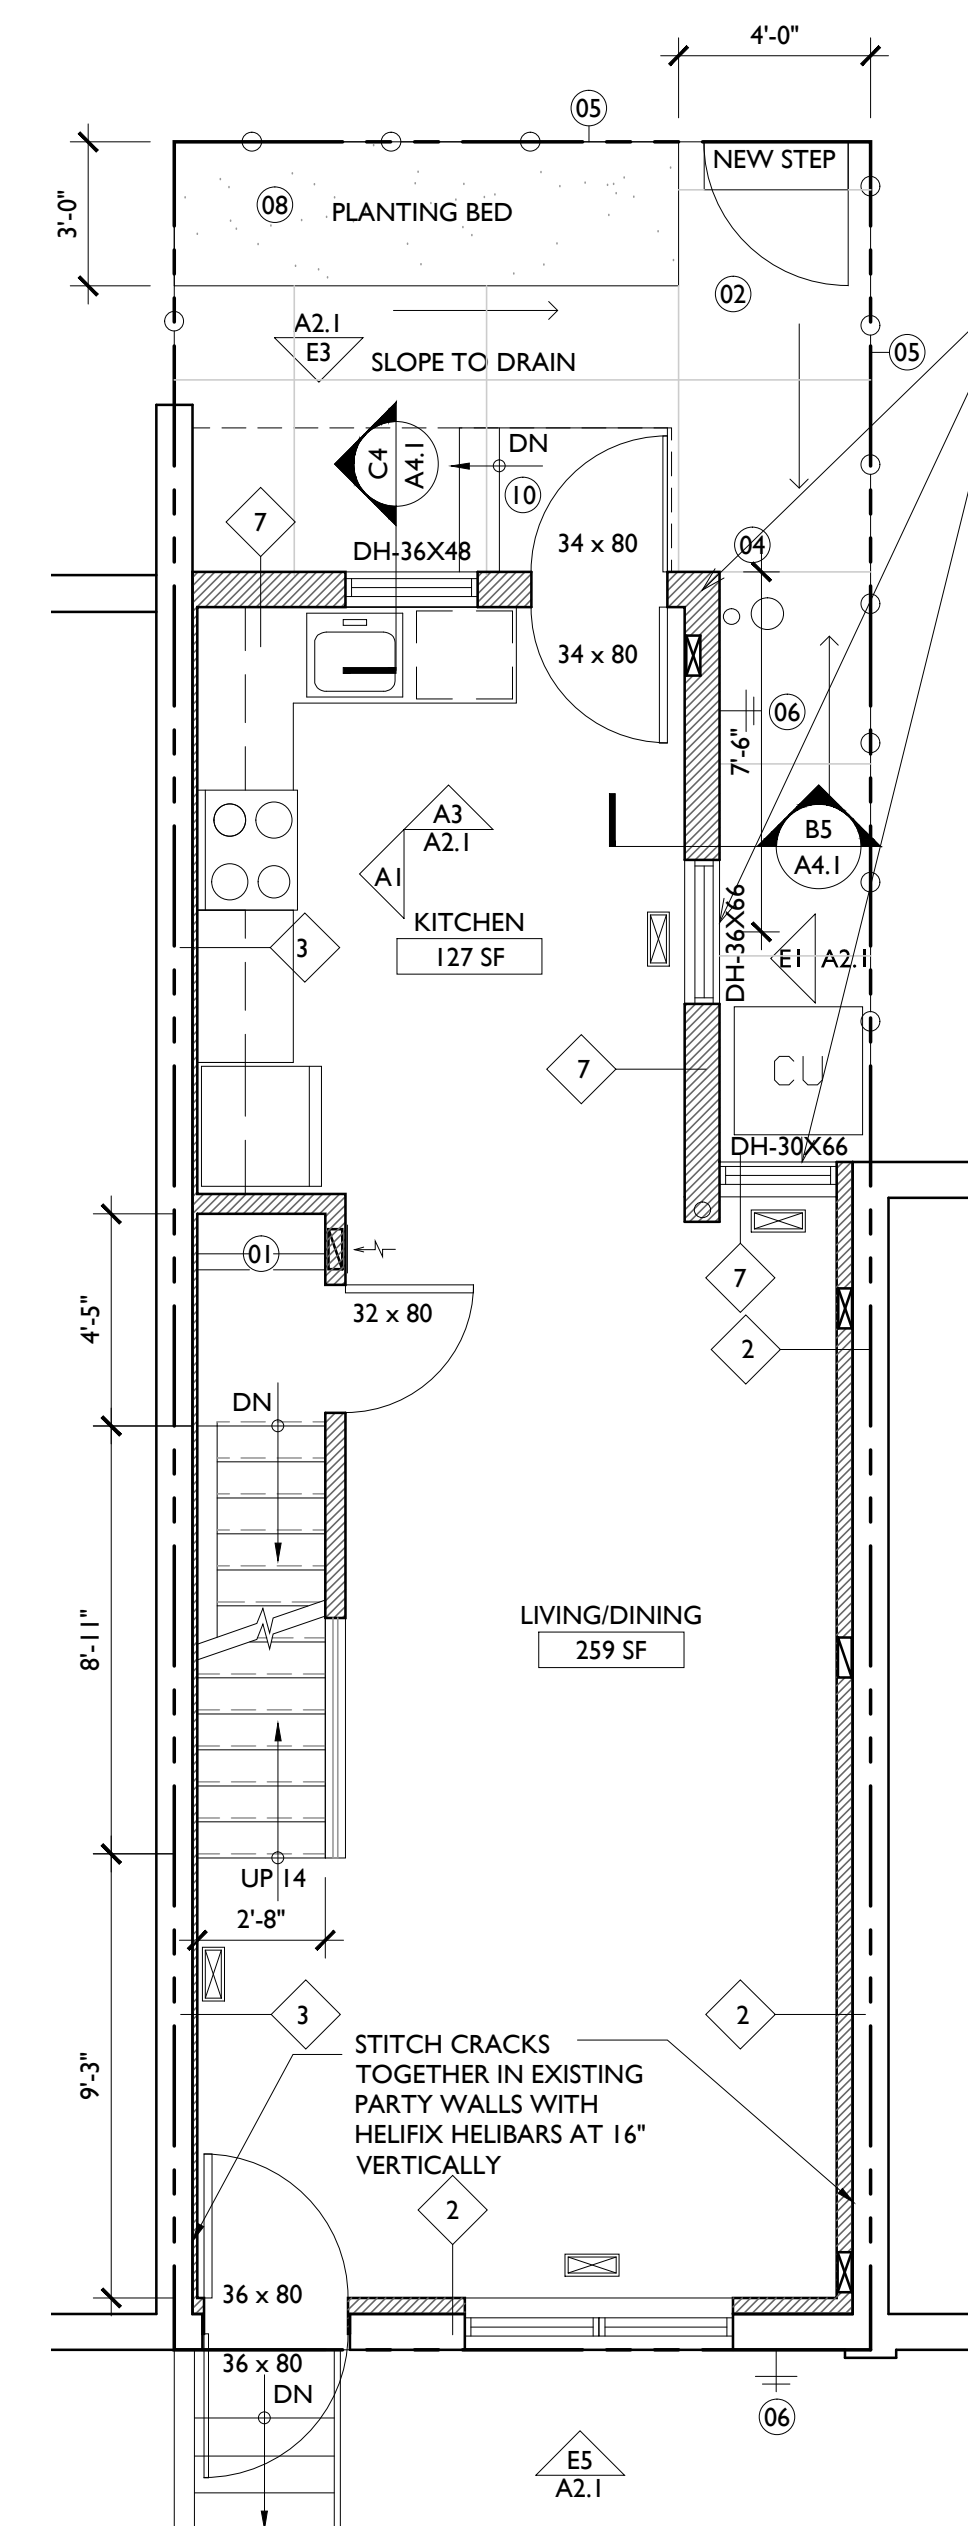 4'-0"
05
NEW STEP
3'-0"
08
PLANTING BED
02
A2.1
E3
SLOPE TO DRAIN
05
C4
A4.1
DN
10
7
DH-36X48
34 x 80
04
34 x 80
06
7'-6"
A3
A2.1
B5
A4.1
A1
KITCHEN
127 SF
3
DH-36X66
E1 A2.1
7
CU
DH-30X66
01
4'-5"
7
32 x 80
2
DN
LIVING/DINING
259 SF
8'-11"
UP 14
2'-8"
3
2
9'-3"
STITCH CRACKS
TOGETHER IN EXISTING
PARTY WALLS WITH
HELIFIX HELIBARS AT 16"
VERTICALLY
2
36 x 80
36 x 80
DN
06
E5
A2.1